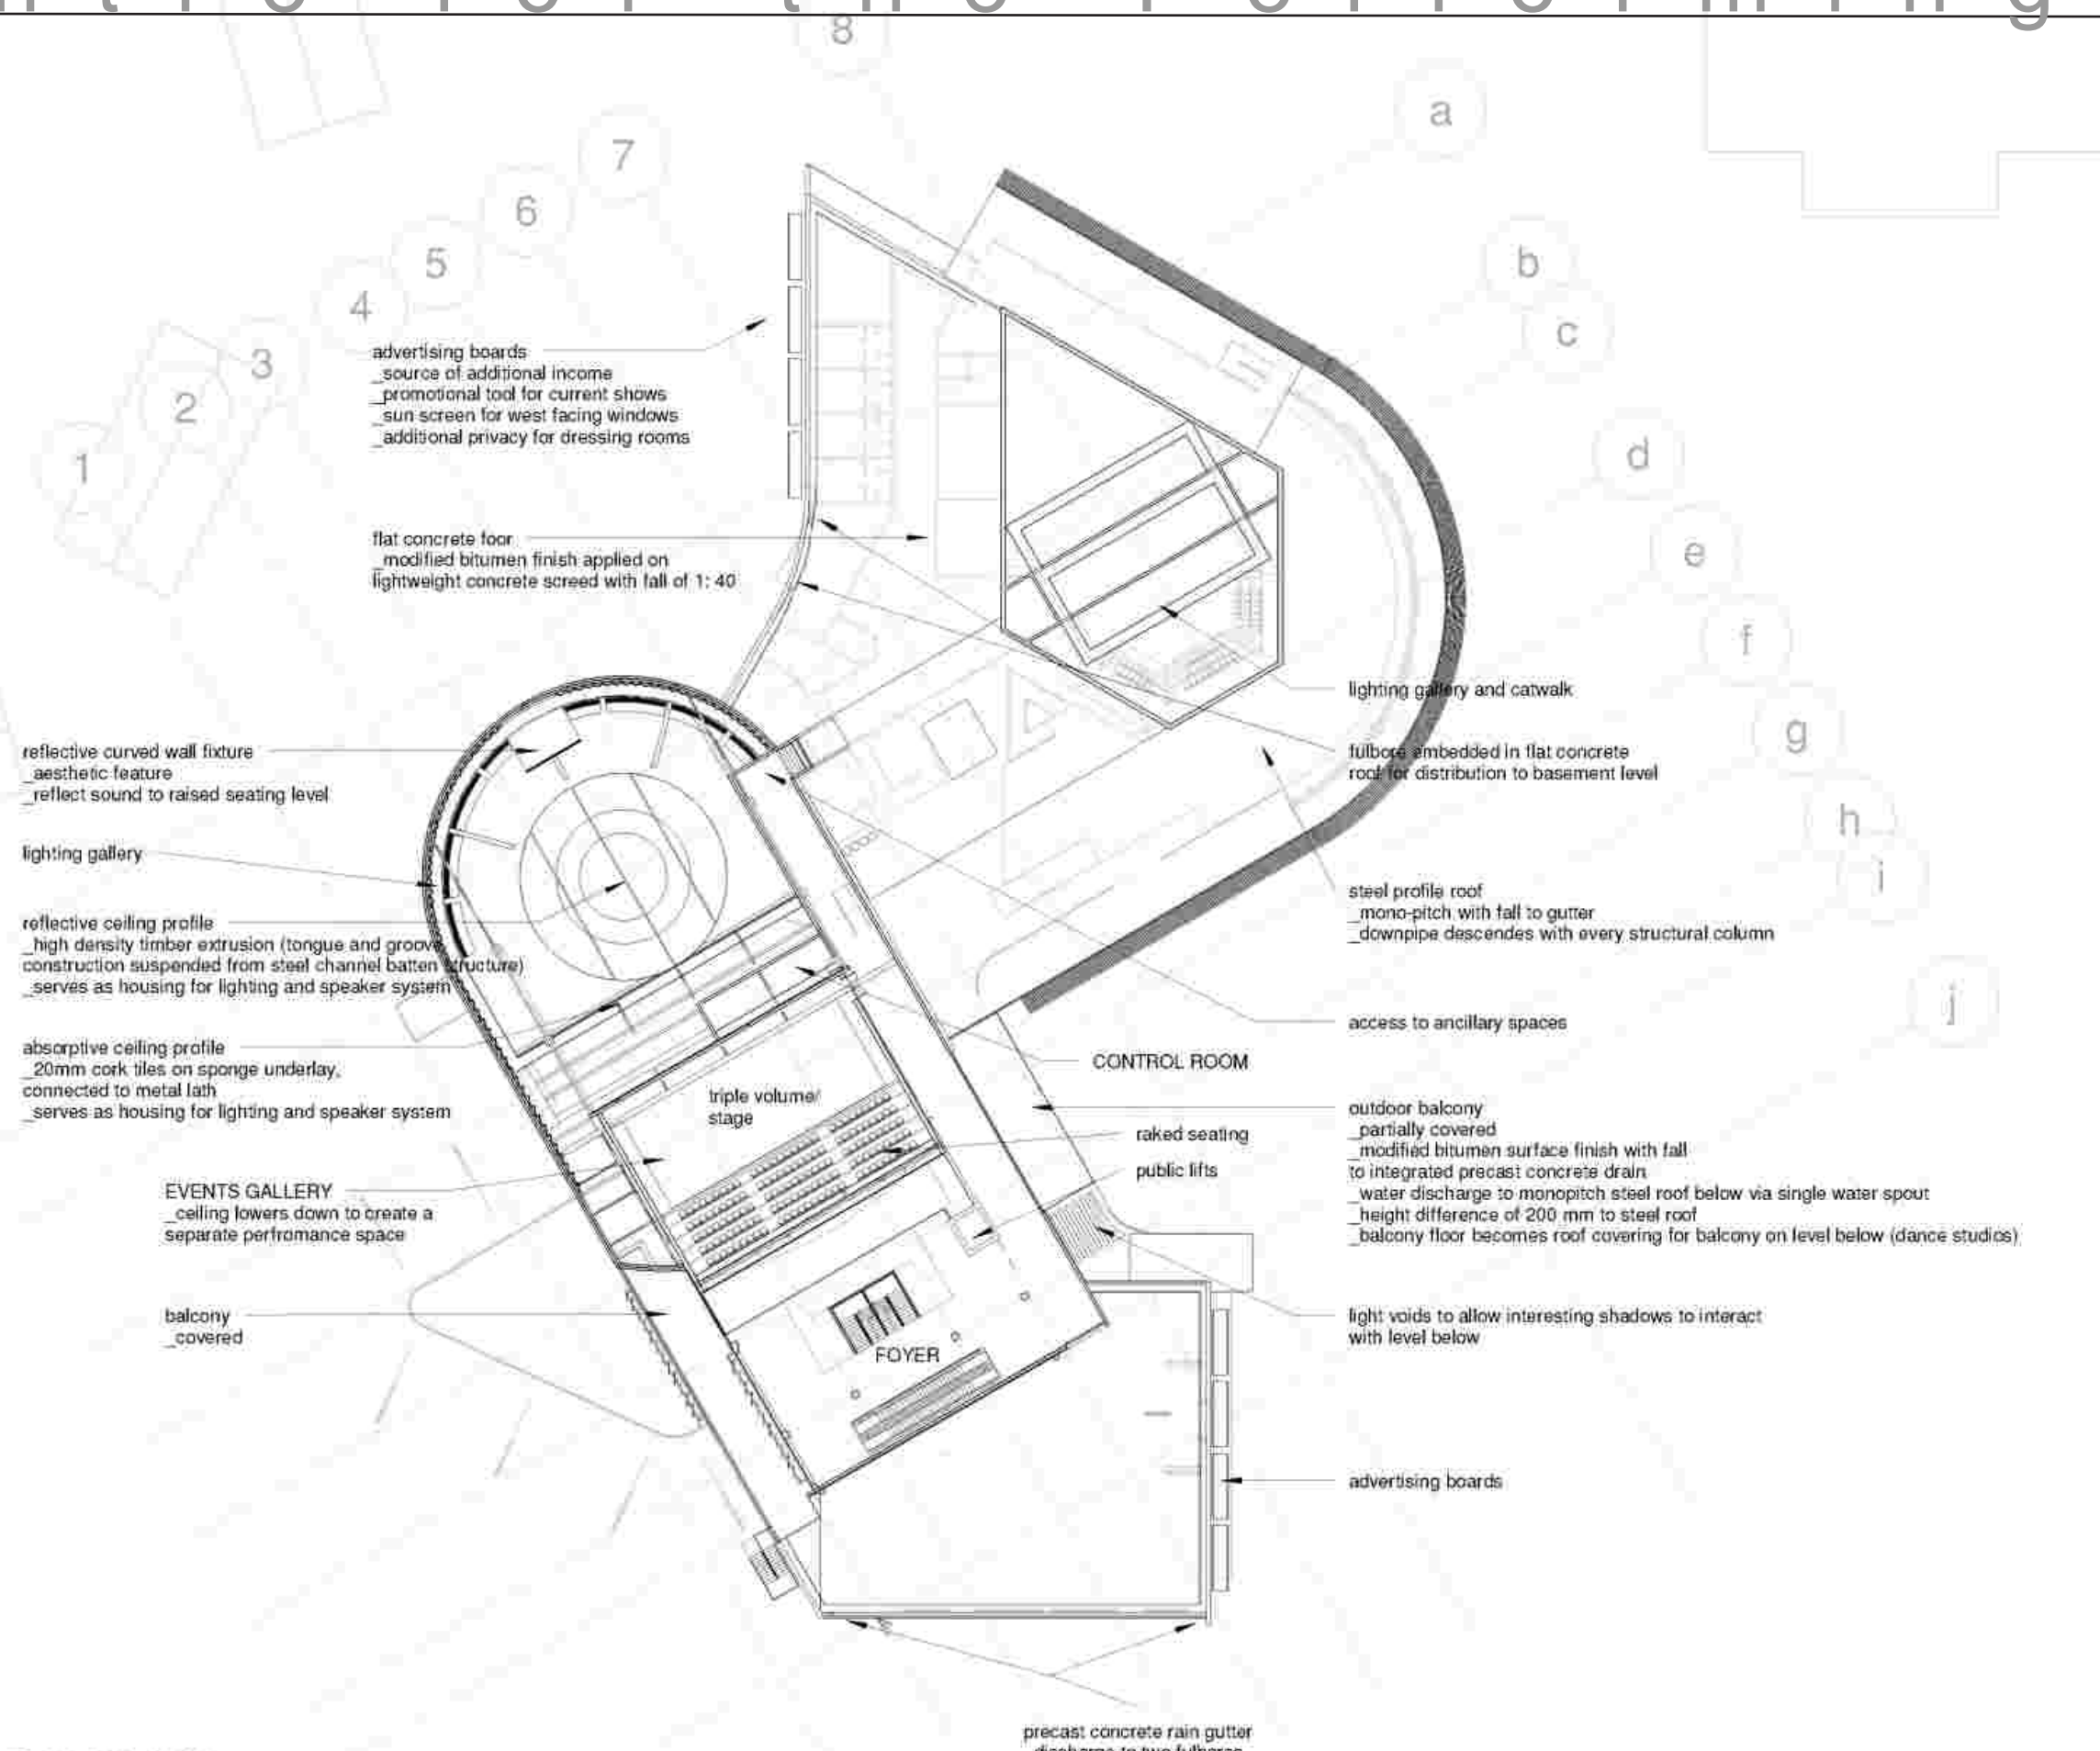 8
a
7
6
b
5
4
c
3
advertising boards
_source of additional income
_promotional tool for current shows
_sun screen for west facing windows
_additional privacy for dressing rooms
2
d
1
flat concrete foor
_modified bitumen finish applied on
lightweight concrete screed with fall of 1: 40
e
f
lighting gallery and catwalk
g
reflective curved wall fixture
_aesthetic feature
_reflect sound to raised seating level
fulbore embedded in flat concrete
roof for distribution to basement level
h
lighting gallery
i
steel profile roof
_mono-pitch with fall to gutter
_downpipe descendes with every structural column
reflective ceiling profile
_high density timber extrusion (tongue and groove
construction suspended from steel channel batten structure)
_serves as housing for lighting and speaker system
j
access to ancillary spaces
absorptive ceiling profile
_20mm cork tiles on sponge underlay,
connected to metal lath
_serves as housing for lighting and speaker system
CONTROL ROOM
triple volume/
stage
raked seating
public lifts
outdoor balcony
_partially covered
_modified bitumen surface finish with fall
to integrated precast concrete drain
_water discharge to monopitch steel roof below via single water spout
_height difference of 200 mm to steel roof
_balcony floor becomes roof covering for balcony on level below (dance studios)
EVENTS GALLERY
_ceiling lowers down to create a
separate perfromance space
balcony
_covered
light voids to allow interesting shadows to interact
with level below
FOYER
advertising boards
precast concrete rain gutter